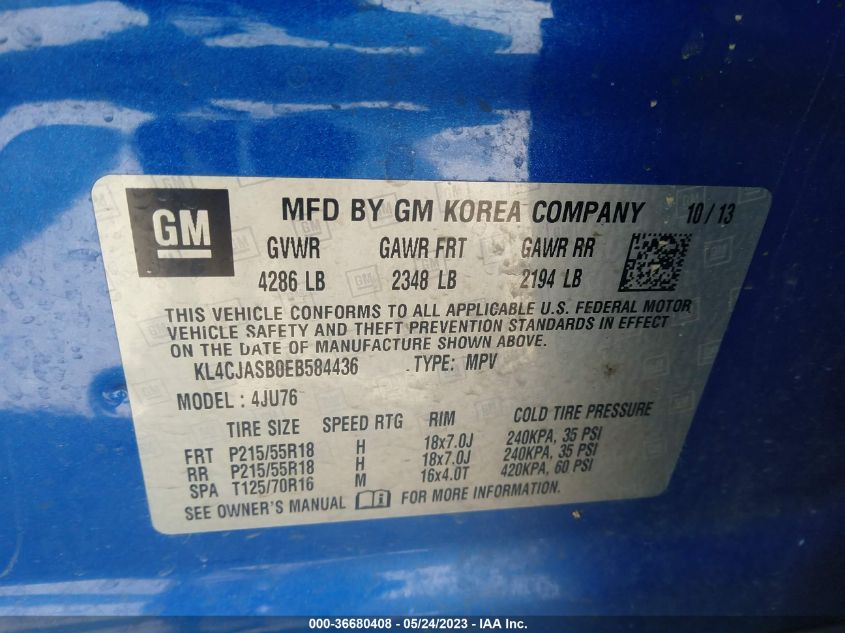 GM MFD BY GM KOREA COMPANY 10/13
GVWR GAWR FRT GAWR RR
4286 LB 2348 LB 2194 LB
THIS VEHICLE CONFORMS TO ALL APPLICABLE U.S. FEDERAL MOTOR
VEHICLE SAFETY AND THEFT PREVENTION STANDARDS IN EFFECT
ON THE DATE OF MANUFACTURE SHOWN ABOVE.
KL4CJASB0EB584436 TYPE: MPV
MODEL: 4JU76
TIRE SIZE SPEED RTG RIM COLD TIRE PRESSURE
FRT P215/55R18 H 18x7.0J 240KPA, 35 PSI
RR P215/55R18 H 18x7.0J 240KPA, 35 PSI
SPA T125/70R16 M 16x4.0T 420KPA, 60 PSI
SEE OWNER'S MANUAL FOR MORE INFORMATION.
000-36680408 - 05/24/2023 - IAA Inc.